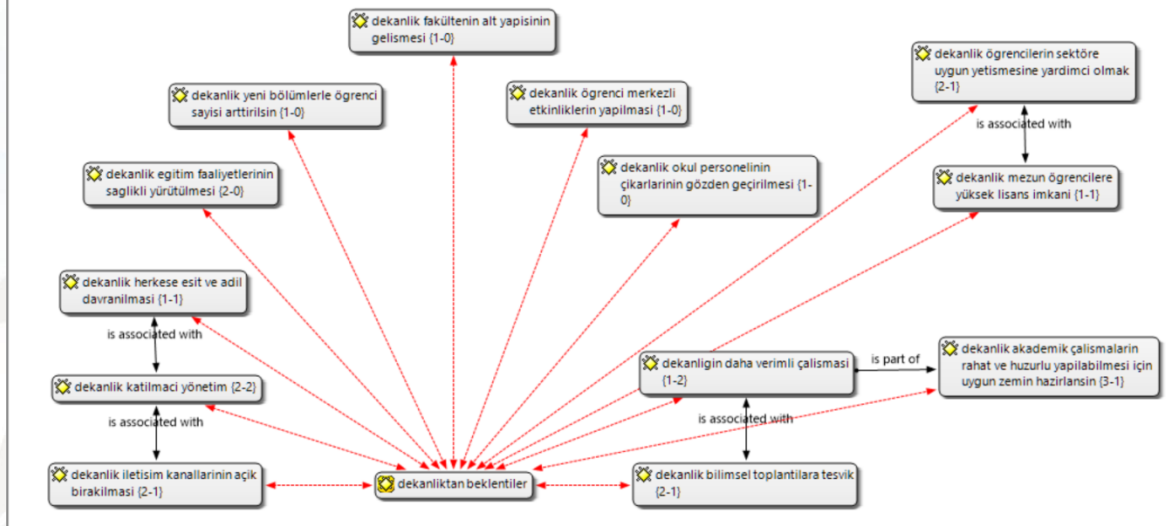 dekanlik fakültenin alt yapisinin
gelismesi {1-0}
dekanlik ögrencilerin sektöre
uygun yetismesine yardimci olmak
{2-1}
dekanlik yeni bölümlerle ögrenci
sayisi arttirilsin {1-0}
dekanlik ögrenci merkezli
etkinliklerin yapilmasi {1-0}
is associated with
dekanlik egitim faaliyetlerinin
saglikli yürütülmesi {2-0}
dekanlik okul personelinin
çikarlarinin gözden geçirilmesi {1-
0}
dekanlik mezun ögrencilere
yüksek lisans imkani {1-1}
dekanlik herkese esit ve adil
davranilmasi {1-1}
is associated with
dekanligin daha verimli çalismasi
{1-2}
is part of
dekanlik akademik çalismalarin
rahat ve huzurlu yapilabilmesi için
uygun zemin hazirlansin {3-1}
dekanlik katilmaci yönetim {2-2}
is associated with
is associated with
dekanlik iletisim kanallarinin açik
birakilmasi {2-1}
dekanliktan beklentiler
dekanlik bilimsel toplantilara tesvik
{2-1}